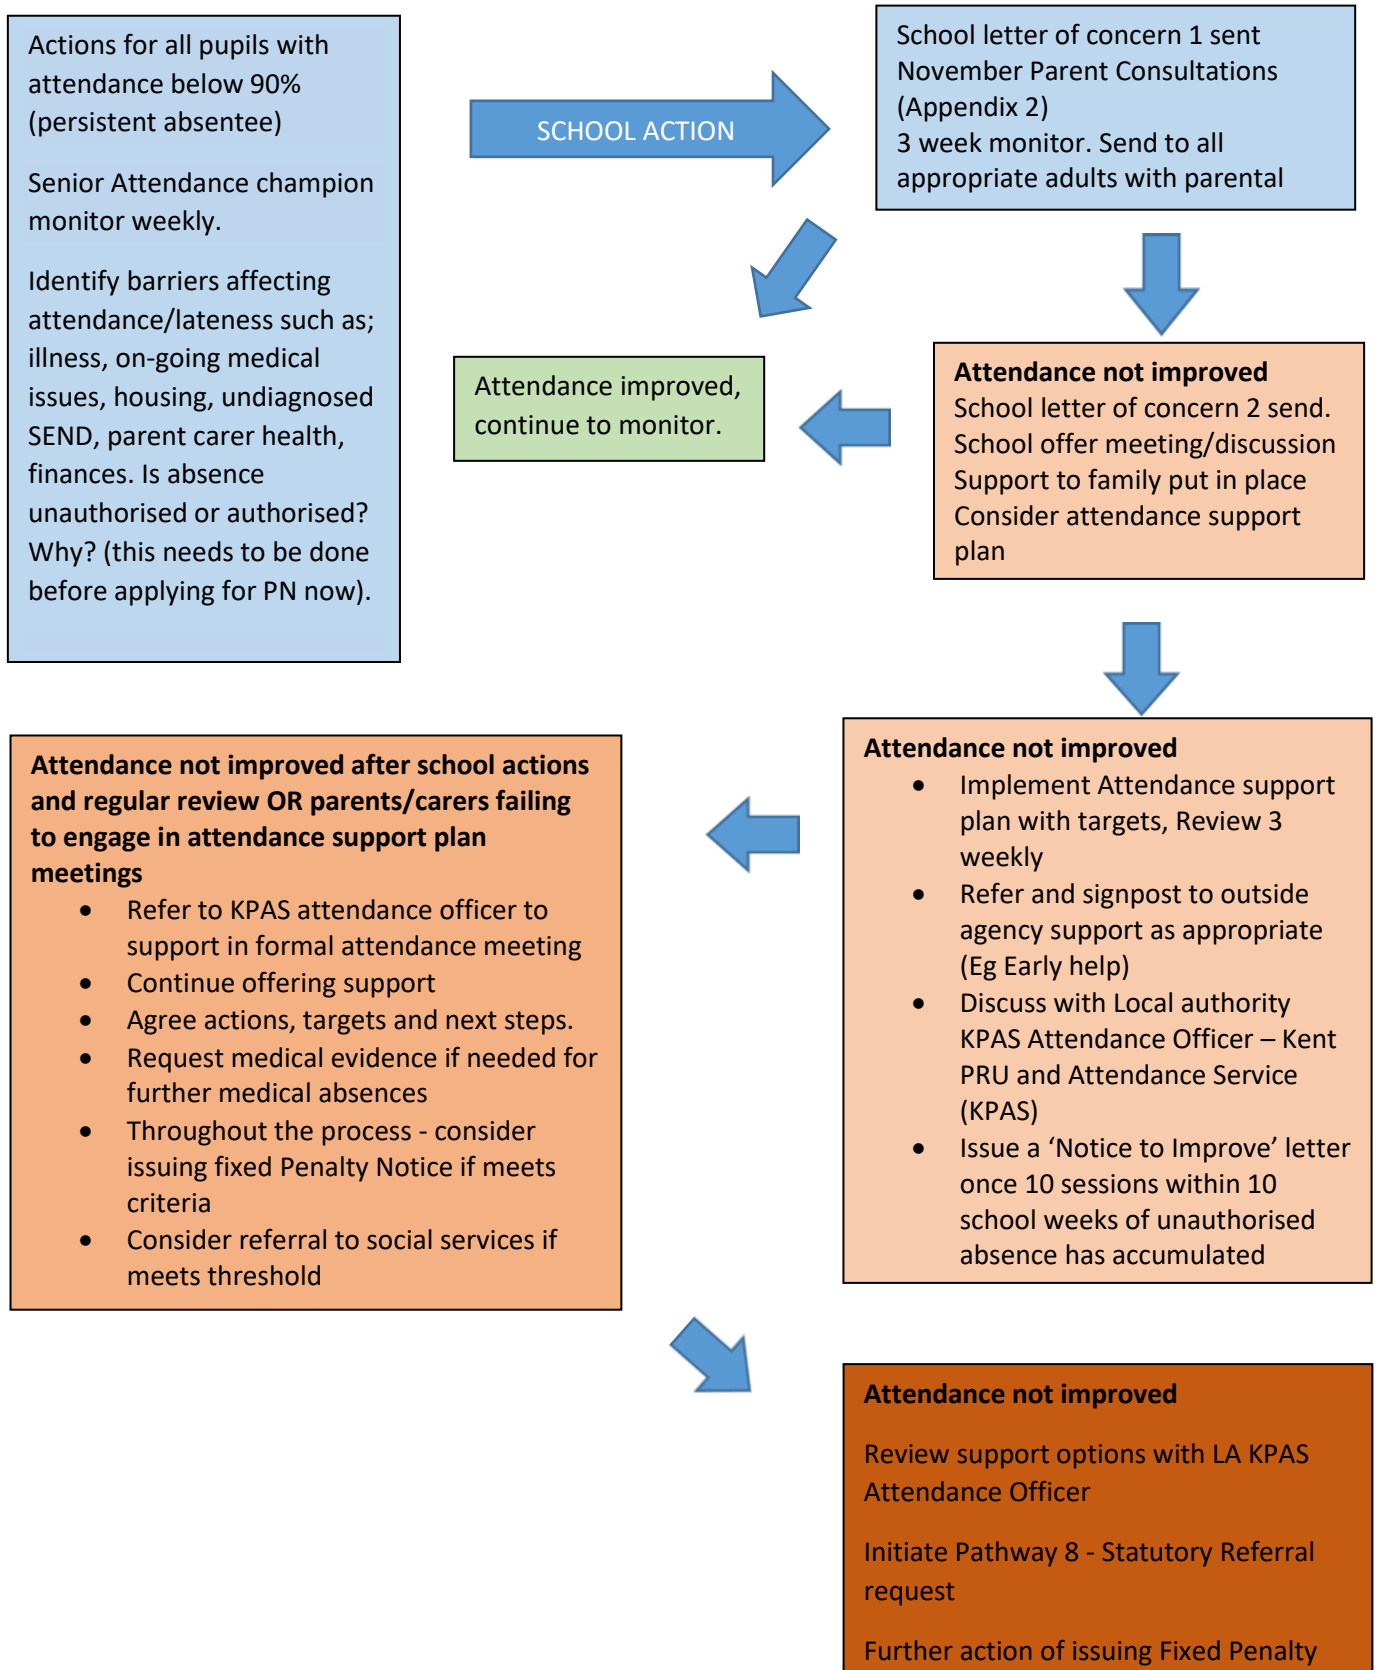 Actions for all pupils with
attendance below 90%
(persistent absentee)
Senior Attendance champion
monitor weekly.
Identify barriers affecting
attendance/lateness such as;
illness, on-going medical
issues, housing, undiagnosed
SEND, parent carer health,
finances. Is absence
unauthorised or authorised?
Why? (this needs to be done
before applying for PN now).
SCHOOL ACTION
School letter of concern 1 sent
November Parent Consultations
(Appendix 2)
3 week monitor. Send to all
appropriate adults with parental
Attendance improved,
continue to monitor.
Attendance not improved
School letter of concern 2 send.
School offer meeting/discussion
Support to family put in place
Consider attendance support
plan
Attendance not improved
• Implement Attendance support
plan with targets, Review 3
weekly
• Refer and signpost to outside
agency support as appropriate
(Eg Early help)
• Discuss with Local authority
KPAS Attendance Officer – Kent
PRU and Attendance Service
(KPAS)
• Issue a ‘Notice to Improve’ letter
once 10 sessions within 10
school weeks of unauthorised
absence has accumulated
Attendance not improved after school actions
and regular review OR parents/carers failing
to engage in attendance support plan
meetings
• Refer to KPAS attendance officer to
support in formal attendance meeting
• Continue offering support
• Agree actions, targets and next steps.
• Request medical evidence if needed for
further medical absences
• Throughout the process - consider
issuing fixed Penalty Notice if meets
criteria
• Consider referral to social services if
meets threshold
Attendance not improved
Review support options with LA KPAS
Attendance Officer
Initiate Pathway 8 - Statutory Referral
request
Further action of issuing Fixed Penalty